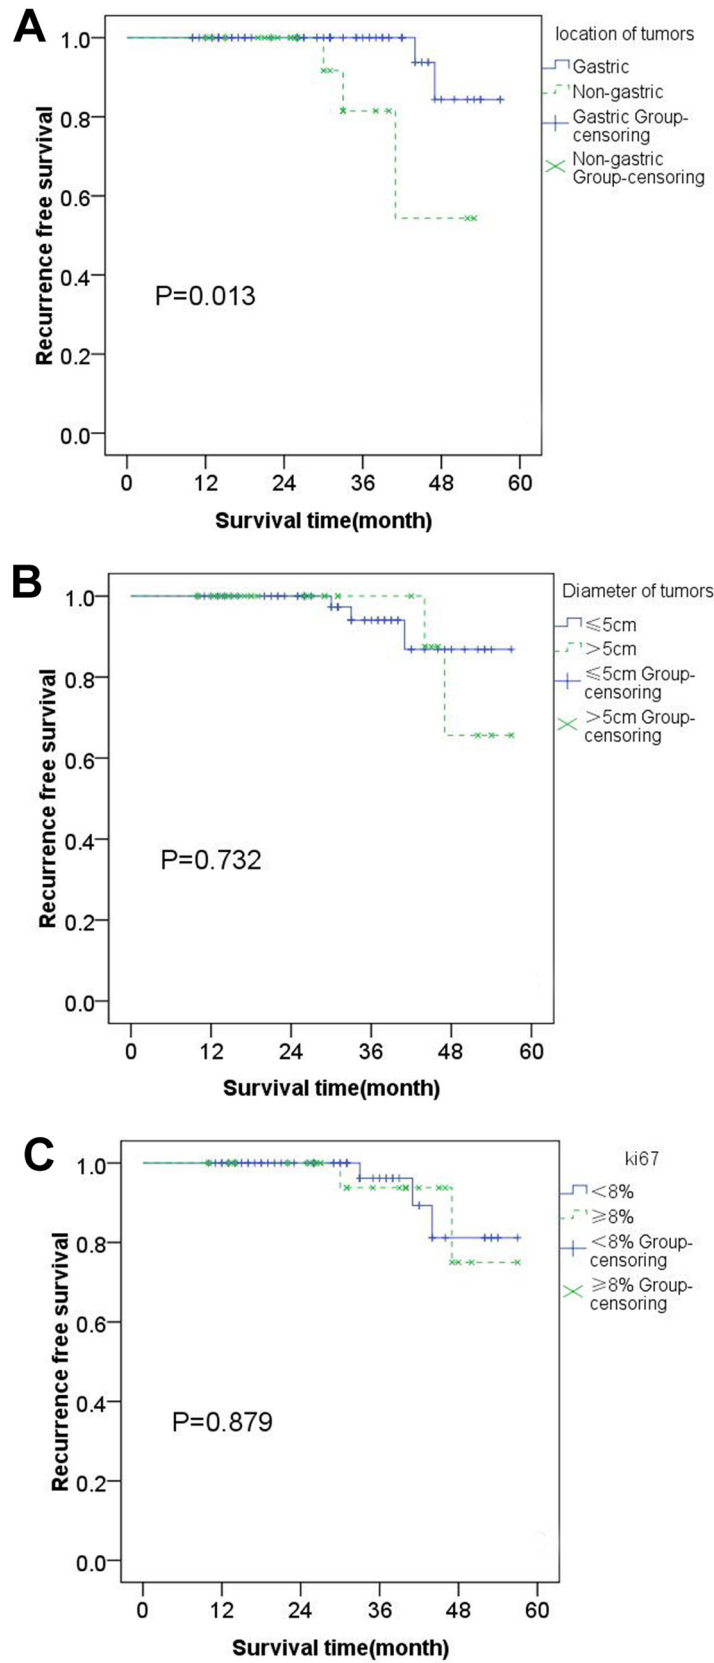 A
location of tumors
Gastric
Non-gastric
Gastric Group-
censoring
Non-gastric
Group-censoring
Recurrence free survival
1.0
0.8
0.6
0.4
0.2
0.0
P=0.013
0 12 24 36 48 60
Survival time(month)
B
Diameter of tumors
≤5cm
>5cm
≤5cm Group-
censoring
>5cm Group-
censoring
Recurrence free survival
1.0
0.8
0.6
0.4
0.2
0.0
P=0.732
0 12 24 36 48 60
Survival time(month)
C
ki67
<8%
≥8%
<8% Group-
censoring
≥8% Group-
censoring
Recurrence free survival
1.0
0.8
0.6
0.4
0.2
0.0
P=0.879
0 12 24 36 48 60
Survival time(month)